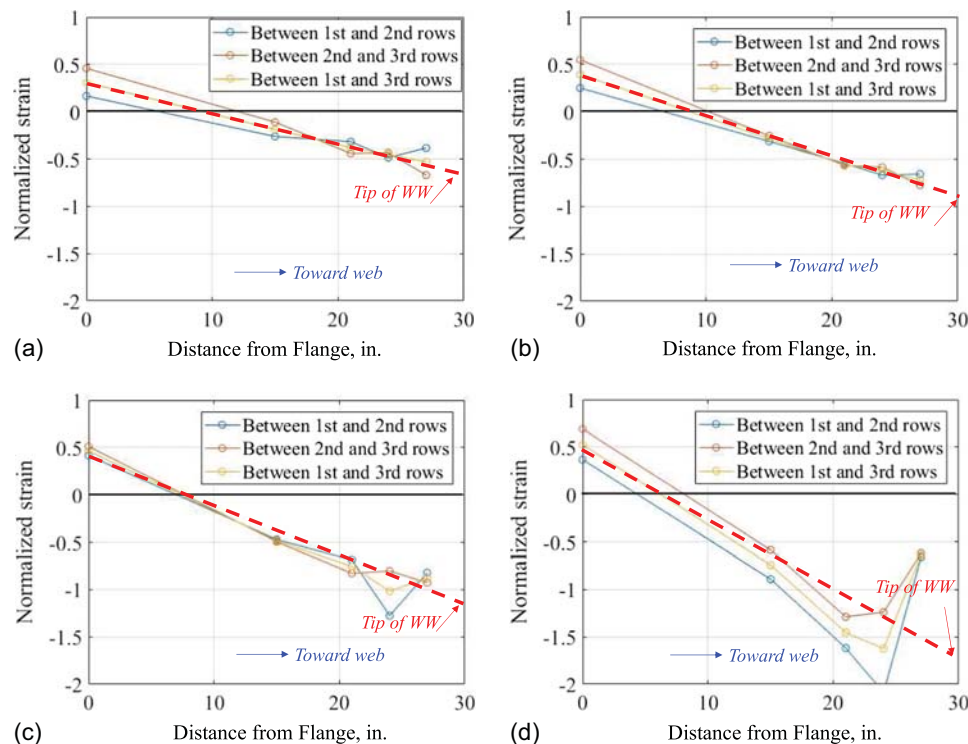 1
0.5
0
-0.5
-1
-1.5
-2
Normalized strain
Between 1st and 2nd rows
Between 2nd and 3rd rows
Between 1st and 3rd rows
Tip of WW
Toward web
0 10 20 30
(a) Distance from Flange, in.
1
0.5
0
-0.5
-1
-1.5
-2
Normalized strain
Between 1st and 2nd rows
Between 2nd and 3rd rows
Between 1st and 3rd rows
Tip of WW
Toward web
0 10 20 30
(b) Distance from Flange, in.
1
0.5
0
-0.5
-1
-1.5
-2
Normalized strain
Between 1st and 2nd rows
Between 2nd and 3rd rows
Between 1st and 3rd rows
Tip of WW
Toward web
0 10 20 30
(c) Distance from Flange, in.
1
0.5
0
-0.5
-1
-1.5
-2
Normalized strain
Between 1st and 2nd rows
Between 2nd and 3rd rows
Between 1st and 3rd rows
Tip of WW
Toward web
0 10 20 30
(d) Distance from Flange, in.